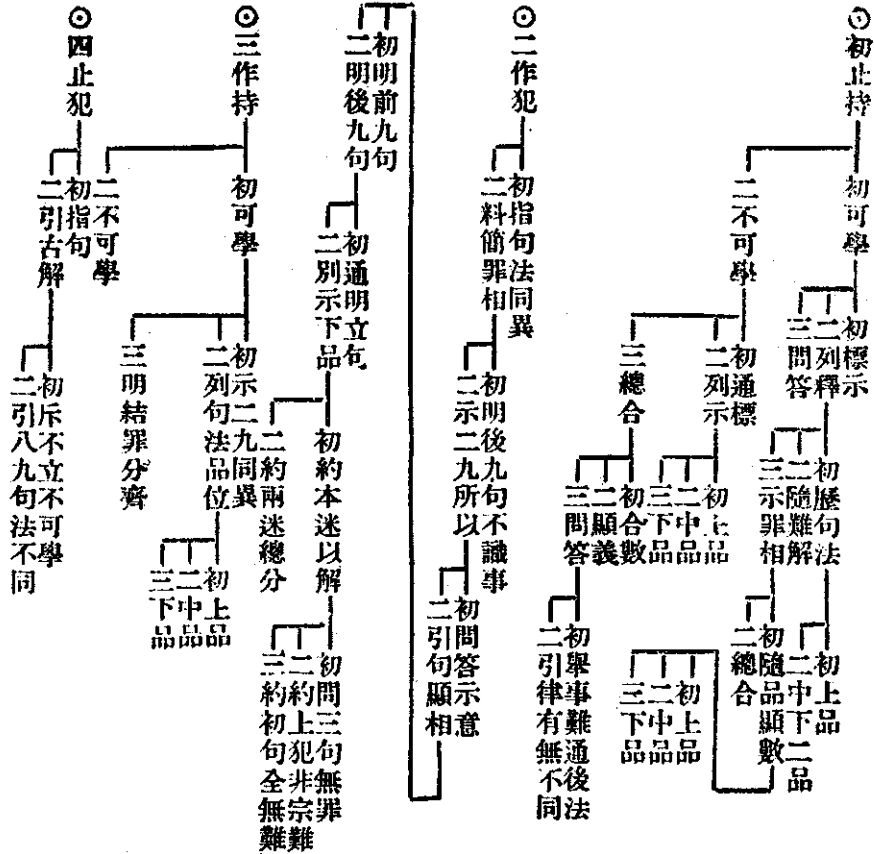 ⊙初止持
初可學
初標示
二列釋
初歷句法
初上品
二中下二品
二隨難解
三示罪相
初隨品顯數
初上品
二中品
三下品
二總合
三問答
二不可學
初通標
二列示
初上品
二中品
三下品
三總合
初合數
二顯義
三問答
初舉事難通後法
二引律有無不同
⊙二作犯
初指句法同異
二料簡罪相
初明後九句不識事
二示二九所以
初問答示意
二引句顯相
初明前九句
二明後九句
初通明立句
二別示下品
初約本迷以解
初問三句無罪
二約上犯非宗難
三約初句全無難
二約兩迷總分
⊙三作持
初可學
初示二九同異
二列句法品位
初上品
二中品
三下品
三明結罪分齊
二不可學
⊙四止犯
初指句
二引古解
初斥不立不可學
二引八九句法不同